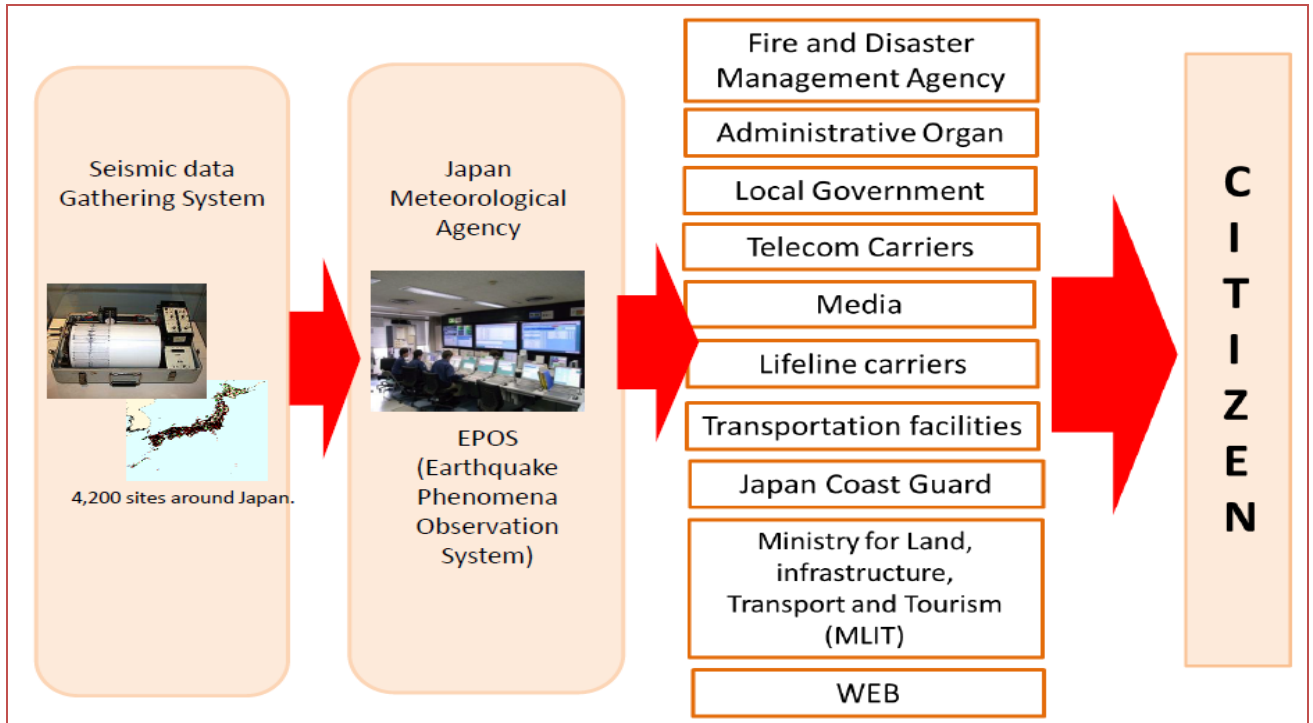 Seismic data
Gathering System
4,200 sites around Japan.
Japan
Meteorological
Agency
EPOS
(Earthquake
Phenomena
Observation
System)
Fire and Disaster
Management Agency
Administrative Organ
Local Government
Telecom Carriers
Media
Lifeline carriers
Transportation facilities
Japan Coast Guard
Ministry for Land,
infrastructure,
Transport and Tourism
(MLIT)
WEB
CITIZEN